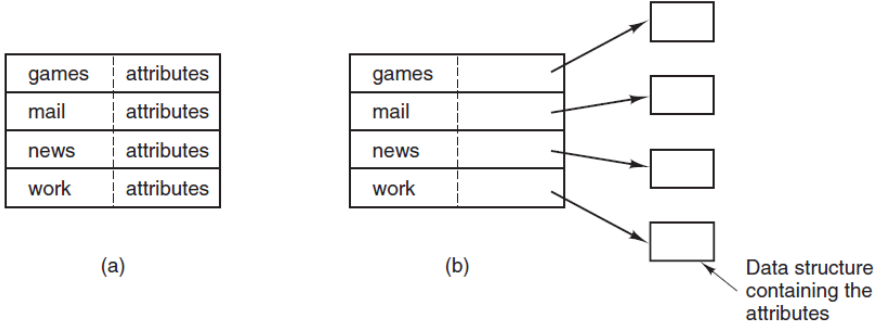 games attributes
mail attributes
news attributes
work attributes
(a)
games
mail
news
work
(b)
Data structure
containing the
attributes